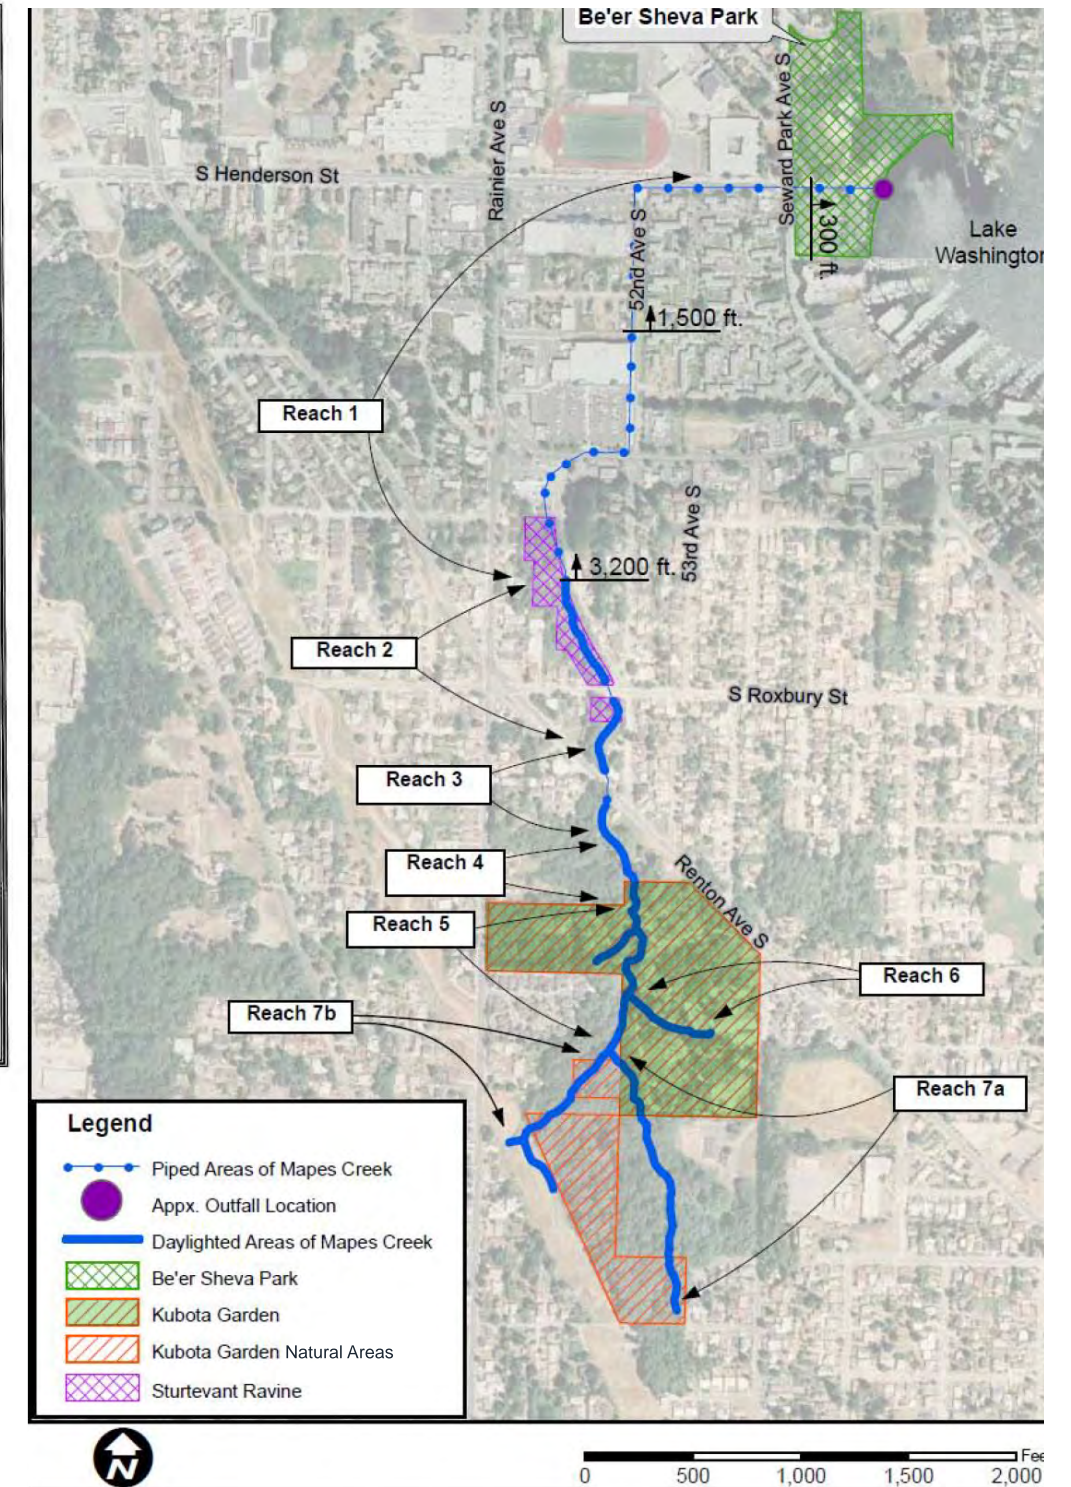 Be'er Sheva Park
Seward Park Ave S
Rainier Ave S
S Henderson St
52nd Ave S
300 ft.
Lake
Washington
1,500 ft.
Reach 1
53rd Ave S
3,200 ft.
Reach 2
S Roxbury St
Reach 3
Reach 4
Renton Ave S
Reach 5
Reach 6
Reach 7b
Reach 7a
Legend
Piped Areas of Mapes Creek
Appx. Outfall Location
Daylighted Areas of Mapes Creek
Be'er Sheva Park
Kubota Garden
Kubota Garden Natural Areas
Sturtevant Ravine
N
Fee
0 500 1,000 1,500 2,000